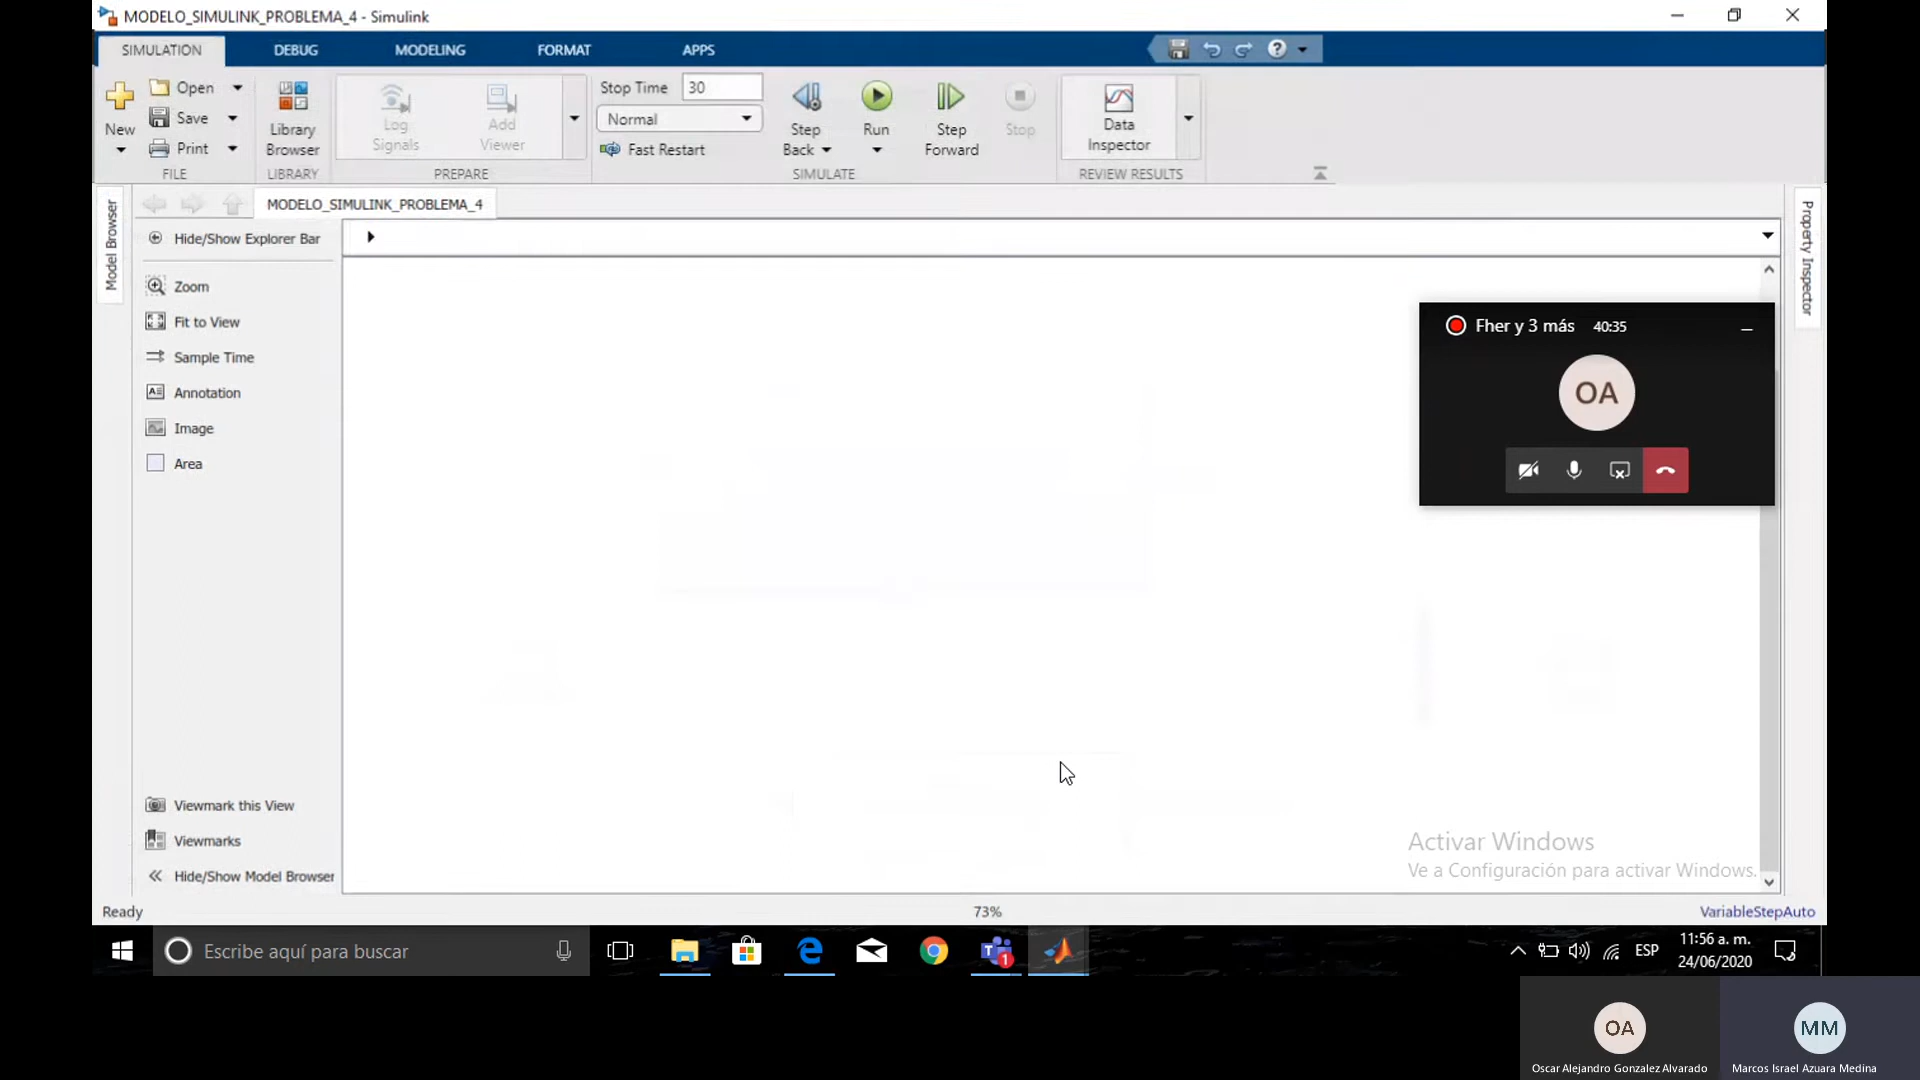 MODELO_SIMULINK_PROBLEMA_4 - Simulink
SIMULATION DEBUG MODELING FORMAT APPS
New
Open
Save
Print
FILE
Library
Browser
LIBRARY
Log
Signals
Add
Viewer
PREPARE
Stop Time 30
Normal
Fast Restart
Step
Back
Run
Step
Forward
Stop
SIMULATE
Data
Inspector
REVIEW RESULTS
Model Browser
MODELO_SIMULINK_PROBLEMA_4
Property Inspector
Hide/Show Explorer Bar
Zoom
Fit to View
Sample Time
Annotation
Image
Area
Fher y 3 más 40:35
OA
Viewmark this View
Viewmarks
Hide/Show Model Browser
Activar Windows
Ve a Configuración para activar Windows.
Ready 73% VariableStepAuto
Escribe aquí para buscar
1
ESP
11:56 a. m.
24/06/2020
OA
Oscar Alejandro Gonzalez Alvarado
MM
Marcos Israel Azuara Medina